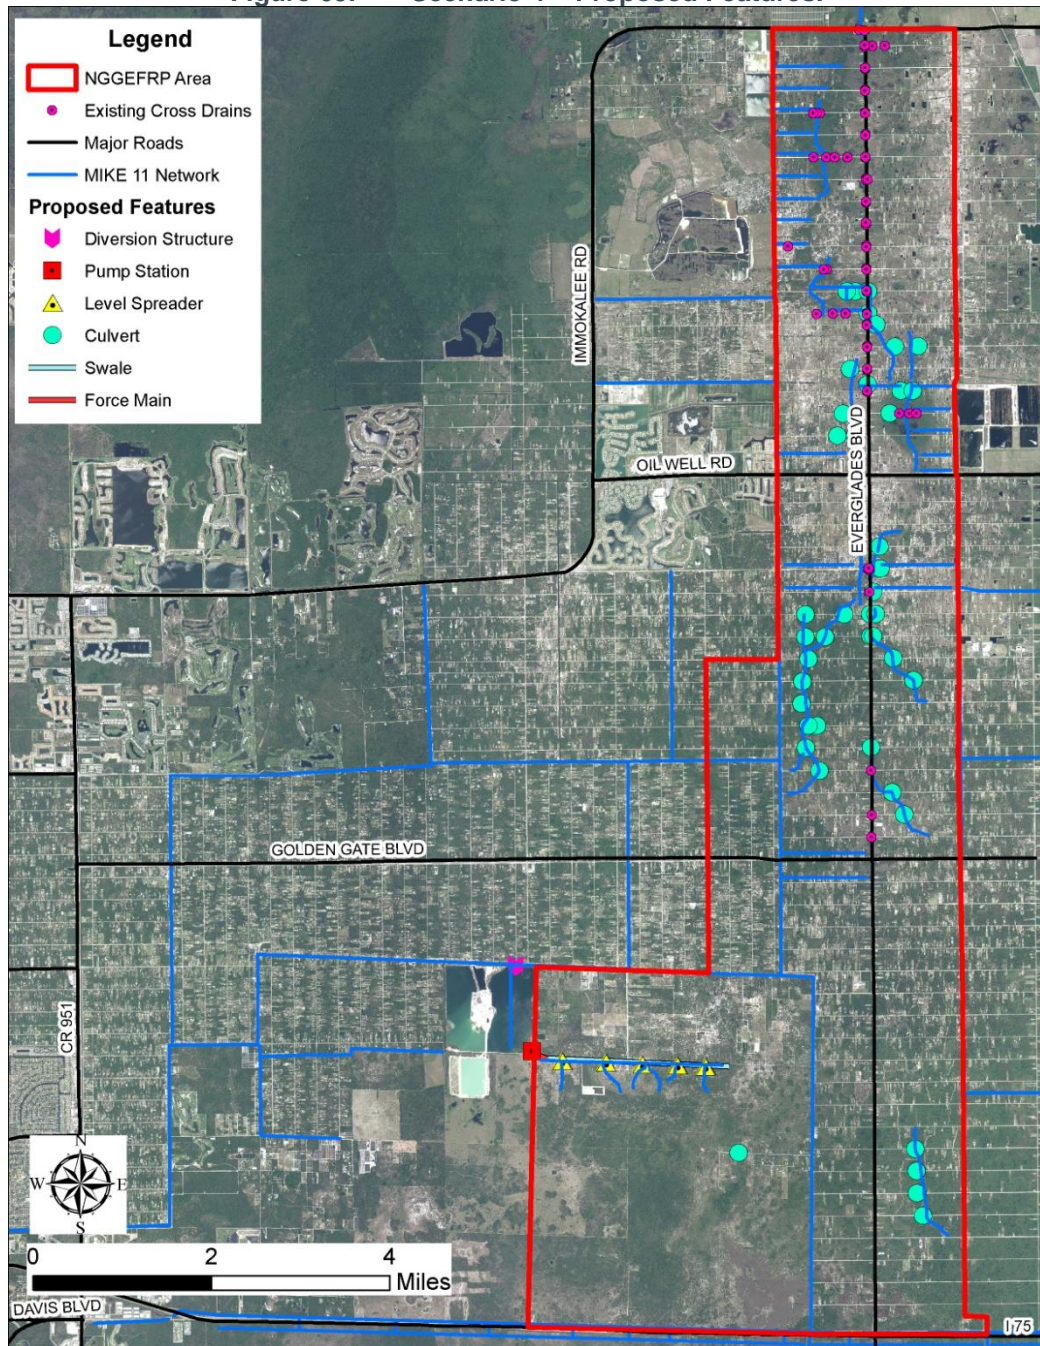 Legend
NGGEFRP Area
Existing Cross Drains
Major Roads
MIKE 11 Network
Proposed Features
Diversion Structure
Pump Station
Level Spreader
Culvert
Swale
Force Main
IMMOKALEE RD
EVERGLADES BLVD
OIL WELL RD
GOLDEN GATE BLVD
CR 951
N
W E
S
0 2 4
Miles
DAVIS BLVD
I 75